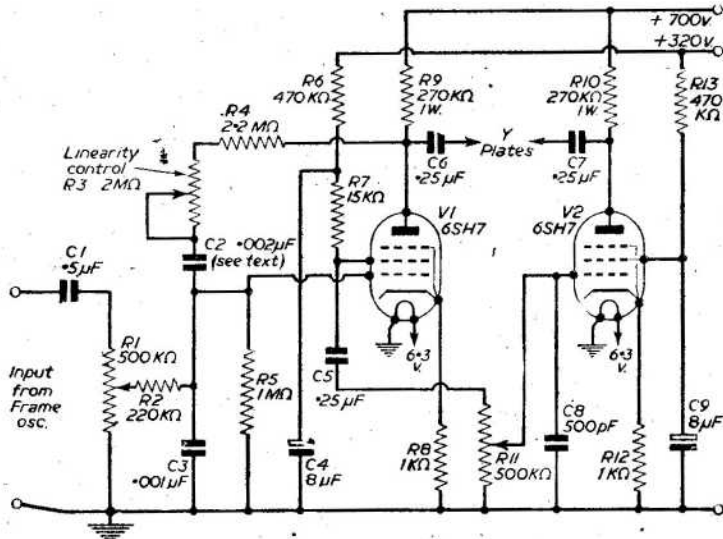 + 700v.
+320v.
R6
470 KΩ
R9
270KΩ
1w.
R10
270KΩ
1w.
R13
470
KΩ
R4
2·2 MΩ
Linearity
control
R3 2MΩ
R7
15KΩ
C6
·25μF
Y
Plates
C7
·25μF
V1
6SH7
V2
6SH7
C1
·5μF
C2 ·002μF
(see text)
R1
500KΩ
Input
from
Frame
osc.
R2
220KΩ
R5
1MΩ
C5
·25μF
6·3
v.
6·3
v.
C3
·001μF
C4
8μF
R8
1KΩ
R11
500KΩ
C8
500pF
R12
1KΩ
C9
8μF